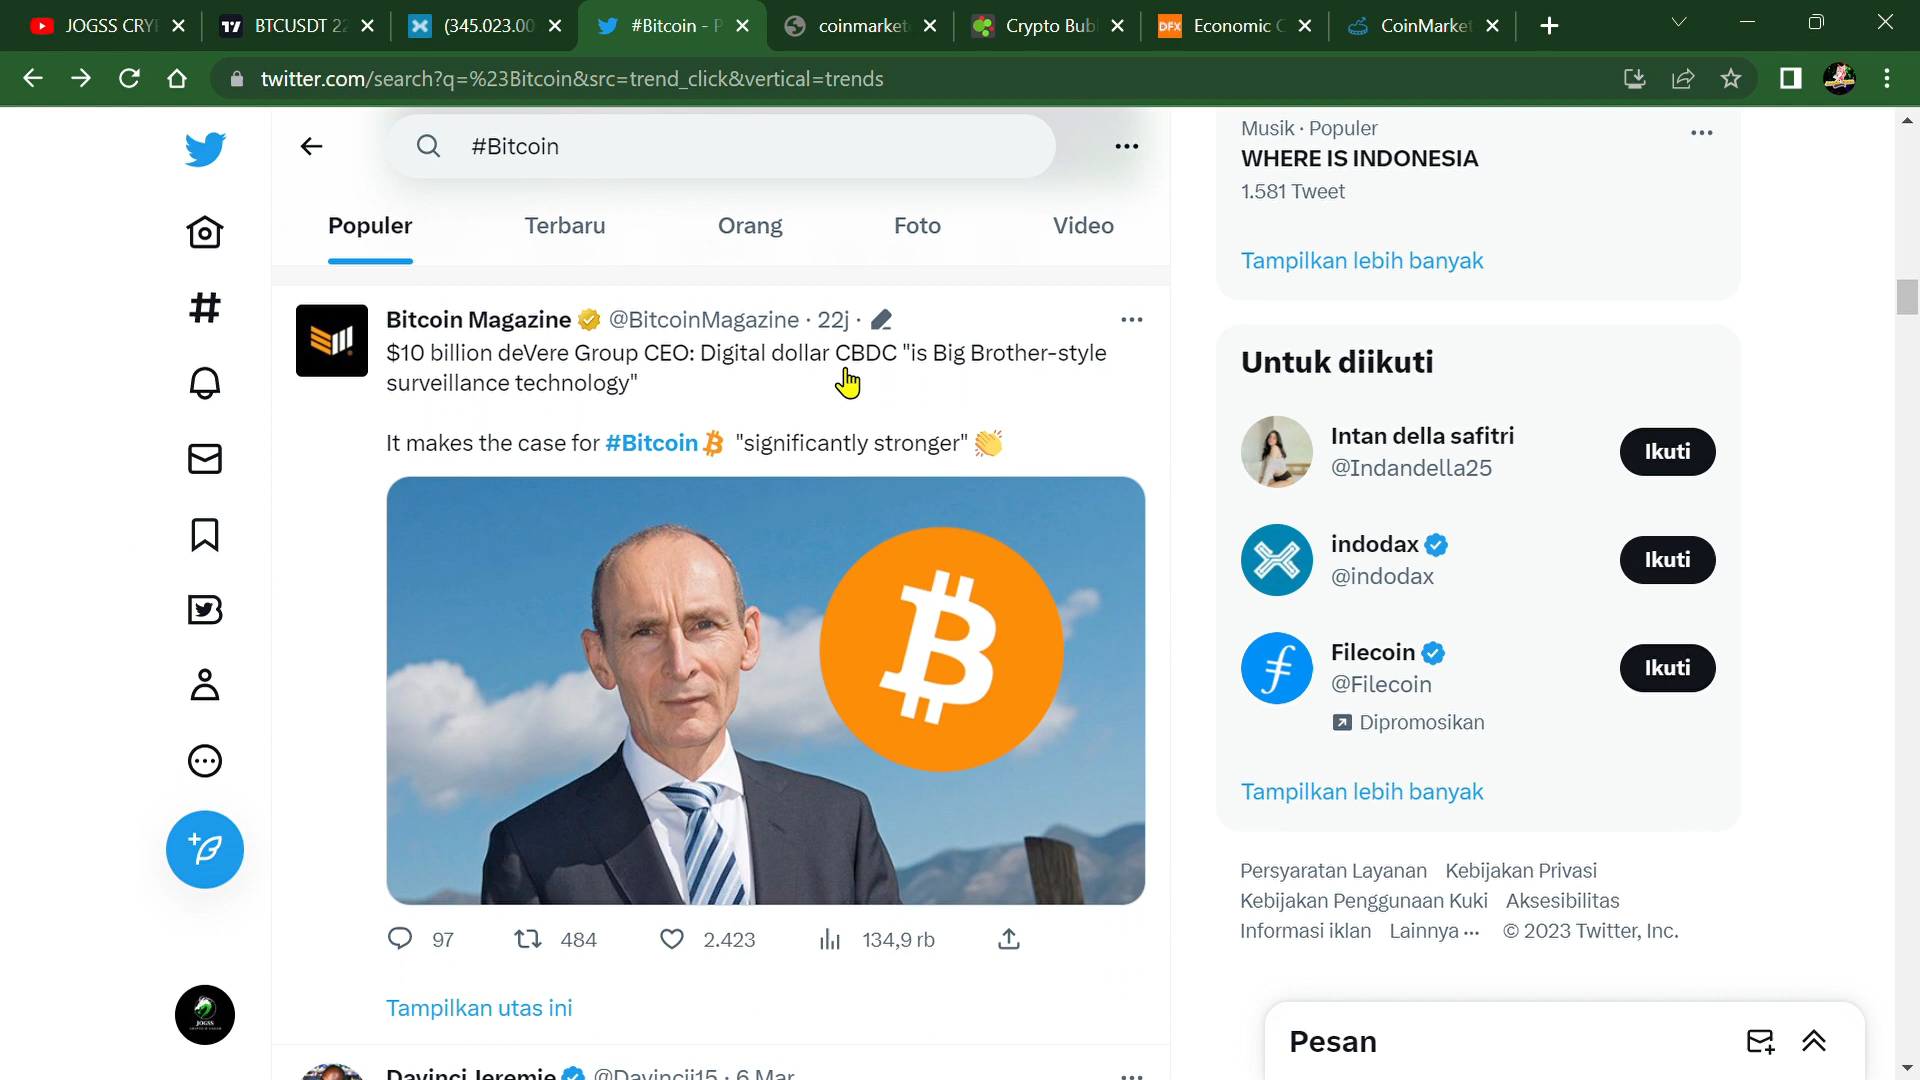 JOGSS CRY
BTCUSDT 22
(345.023.00
#Bitcoin - P
coinmarket
Crypto Bub
Economic C
CoinMarket
twitter.com/search?q=%23Bitcoin&src=trend_click&vertical=trends
#Bitcoin
Populer
Terbaru
Orang
Foto
Video
Bitcoin Magazine @BitcoinMagazine · 22j ·
$10 billion deVere Group CEO: Digital dollar CBDC "is Big Brother-style
surveillance technology"
It makes the case for #Bitcoin "significantly stronger" 👏
97
484
2.423
134,9 rb
Tampilkan utas ini
Davinci Jeremie @Davincij15 · 6 Mar
JOGSS
Musik · Populer
WHERE IS INDONESIA
1.581 Tweet
Tampilkan lebih banyak
Untuk diikuti
Intan della safitri
@Indandella25
Ikuti
indodax
@indodax
Ikuti
Filecoin
@Filecoin
Ikuti
Dipromosikan
Tampilkan lebih banyak
Persyaratan Layanan Kebijakan Privasi
Kebijakan Penggunaan Kuki Aksesibilitas
Informasi iklan Lainnya ··· © 2023 Twitter, Inc.
Pesan